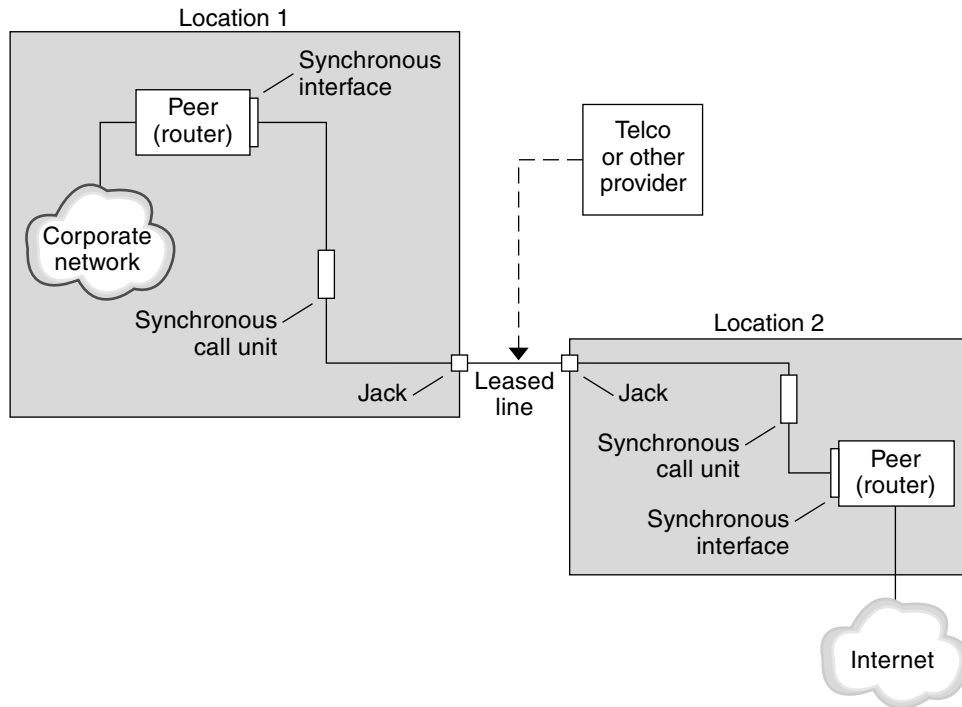 Location 1
Synchronous
interface
Peer
(router)
Telco
or other
provider
Corporate
network
Synchronous
call unit
Jack
Leased
line
Location 2
Jack
Synchronous
call unit
Peer
(router)
Synchronous
interface
Internet